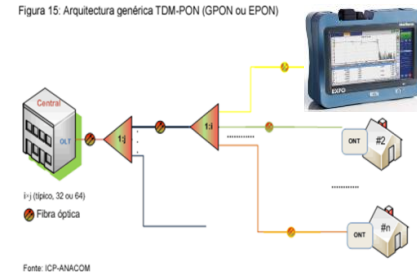 Figura 15: Arquitectura genérica TDM-PON (GPON ou EPON)
Central
OLT
1:j
1:i
EXFO
ONT
#2
ONT
#n
i×j (típico, 32 ou 64)
Fibra óptica
Fonte: ICP-ANACOM